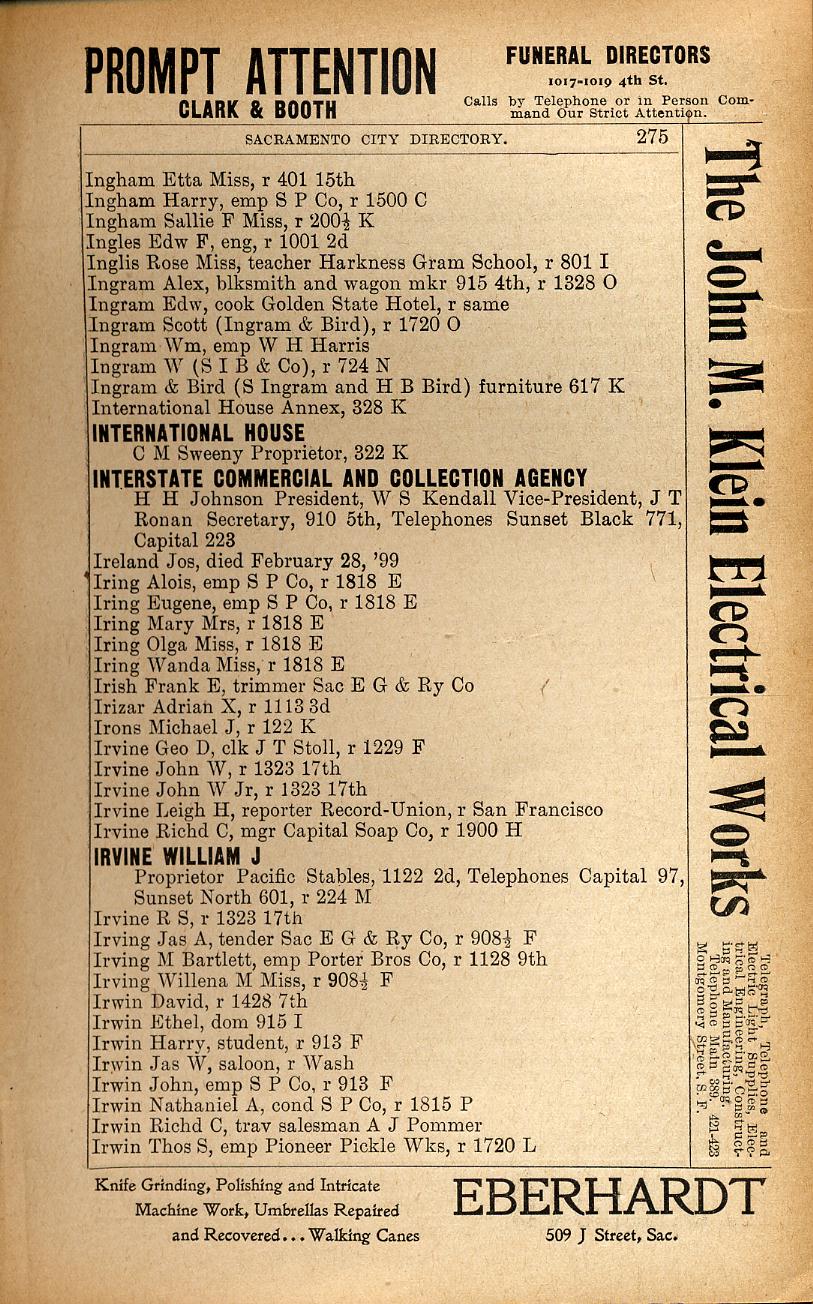 PROMPT ATTENTION
CLARK & BOOTH
FUNERAL DIRECTORS
1017-1019 4th St.
Calls by Telephone or in Person Com-
mand Our Strict Attention.
SACRAMENTO CITY DIRECTORY. 275
Ingham Etta Miss, r 401 15th
Ingham Harry, emp S P Co, r 1500 C
Ingham Sallie F Miss, r 200½ K
Ingles Edw F, eng, r 1001 2d
Inglis Rose Miss, teacher Harkness Gram School, r 801 I
Ingram Alex, blksmith and wagon mkr 915 4th, r 1328 O
Ingram Edw, cook Golden State Hotel, r same
Ingram Scott (Ingram & Bird), r 1720 O
Ingram Wm, emp W H Harris
Ingram W (S I B & Co), r 724 N
Ingram & Bird (S Ingram and H B Bird) furniture 617 K
International House Annex, 328 K
INTERNATIONAL HOUSE
C M Sweeny Proprietor, 322 K
INTERSTATE COMMERCIAL AND COLLECTION AGENCY
H H Johnson President, W S Kendall Vice-President, J T
Ronan Secretary, 910 5th, Telephones Sunset Black 771,
Capital 223
Ireland Jos, died February 28, '99
Iring Alois, emp S P Co, r 1818 E
Iring Eugene, emp S P Co, r 1818 E
Iring Mary Mrs, r 1818 E
Iring Olga Miss, r 1818 E
Iring Wanda Miss, r 1818 E
Irish Frank E, trimmer Sac E G & Ry Co
Irizar Adrian X, r 1113 3d
Irons Michael J, r 122 K
Irvine Geo D, clk J T Stoll, r 1229 F
Irvine John W, r 1323 17th
Irvine John W Jr, r 1323 17th
Irvine Leigh H, reporter Record-Union, r San Francisco
Irvine Richd C, mgr Capital Soap Co, r 1900 H
IRVINE WILLIAM J
Proprietor Pacific Stables, 1122 2d, Telephones Capital 97,
Sunset North 601, r 224 M
Irvine R S, r 1323 17th
Irving Jas A, tender Sac E G & Ry Co, r 908½ F
Irving M Bartlett, emp Porter Bros Co, r 1128 9th
Irving Willena M Miss, r 908½ F
Irwin David, r 1428 7th
Irwin Ethel, dom 915 I
Irwin Harry, student, r 913 F
Irwin Jas W, saloon, r Wash
Irwin John, emp S P Co, r 913 F
Irwin Nathaniel A, cond S P Co, r 1815 P
Irwin Richd C, trav salesman A J Pommer
Irwin Thos S, emp Pioneer Pickle Wks, r 1720 L
The John M. Klein Electrical Works
Telegraph, Telephone and
Electric Light Supplies, Elec-
trical Engineering, Construct-
ing and Manufacturing.
Telephone Main 389. 421-423
Montgomery Street, S. F.
Knife Grinding, Polishing and Intricate
Machine Work, Umbrellas Repaired
and Recovered... Walking Canes
EBERHARDT
509 J Street, Sac.